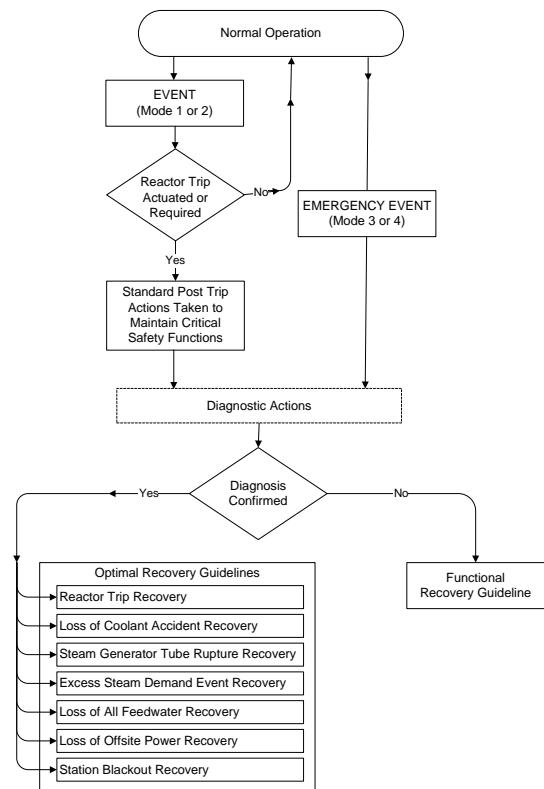 Normal Operation
EVENT
(Mode 1 or 2)
Reactor Trip
Actuated or
Required
No
EMERGENCY EVENT
(Mode 3 or 4)
Yes
Standard Post Trip
Actions Taken to
Maintain Critical
Safety Functions
Diagnostic Actions
Diagnosis
Confirmed
Yes
No
Optimal Recovery Guidelines
Reactor Trip Recovery
Loss of Coolant Accident Recovery
Steam Generator Tube Rupture Recovery
Excess Steam Demand Event Recovery
Loss of All Feedwater Recovery
Loss of Offsite Power Recovery
Station Blackout Recovery
Functional
Recovery Guideline